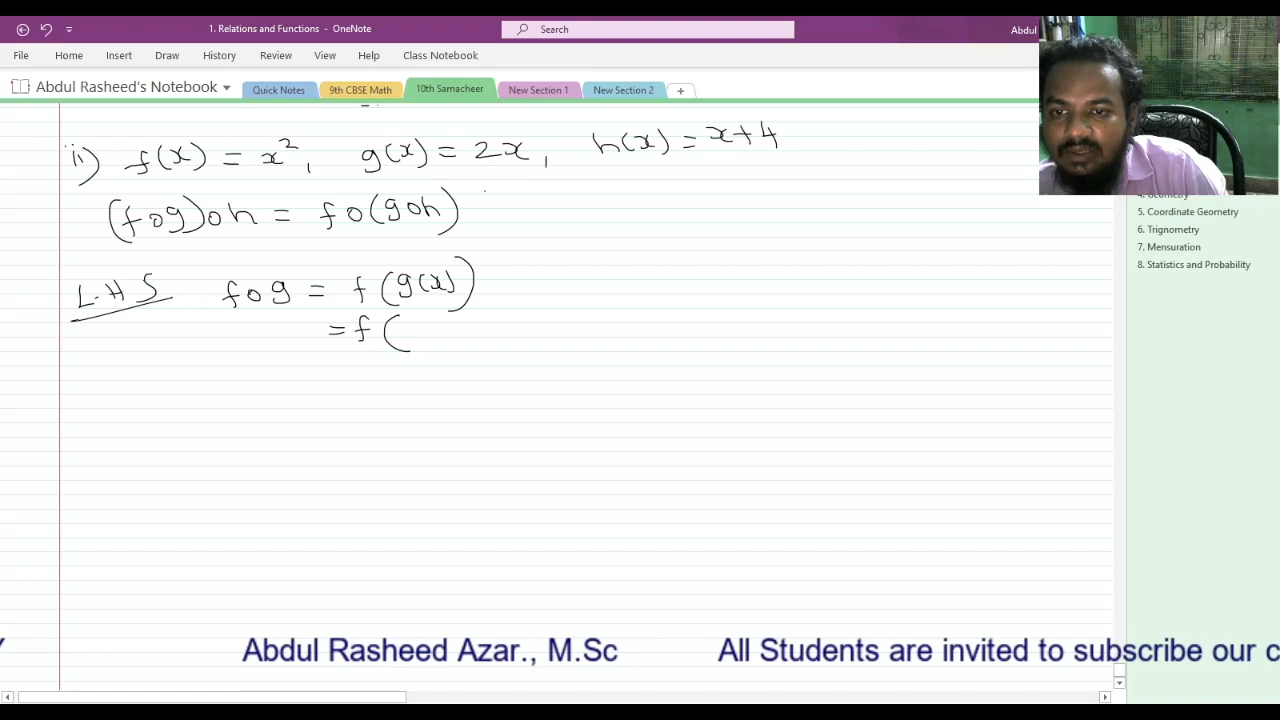 1. Relations and Functions - OneNote
Search
Abdul
File Home Insert Draw History Review View Help Class Notebook
Abdul Rasheed's Notebook
Quick Notes
9th CBSE Math
10th Samacheer
New Section 1
New Section 2
ii) f(x) = x², g(x) = 2x, h(x) = x+4
(fog)oh = fo(goh)
L.H.S fog = f(g(x))
= f(
5. Coordinate Geometry
6. Trignometry
7. Mensuration
8. Statistics and Probability
Abdul Rasheed Azar., M.Sc All Students are invited to subscribe our c